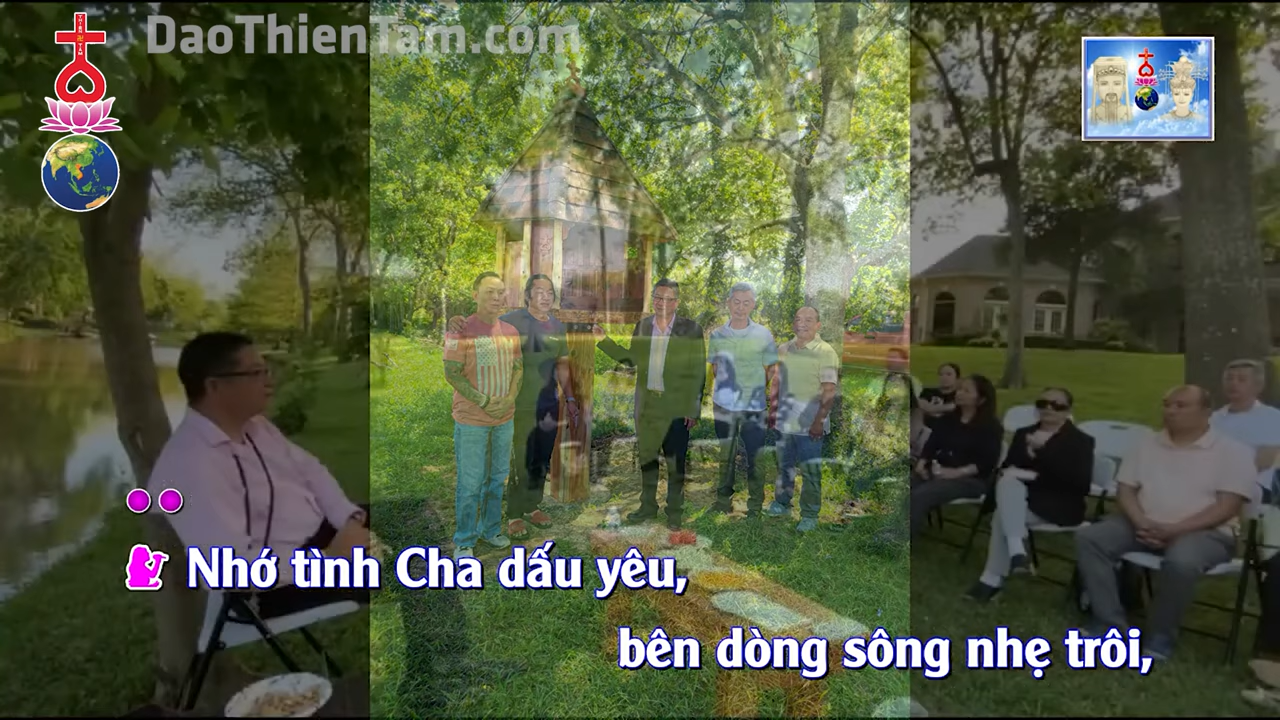 DaoThienTam.com
Nhớ tình Cha dấu yêu,
bên dòng sông nhẹ trôi,